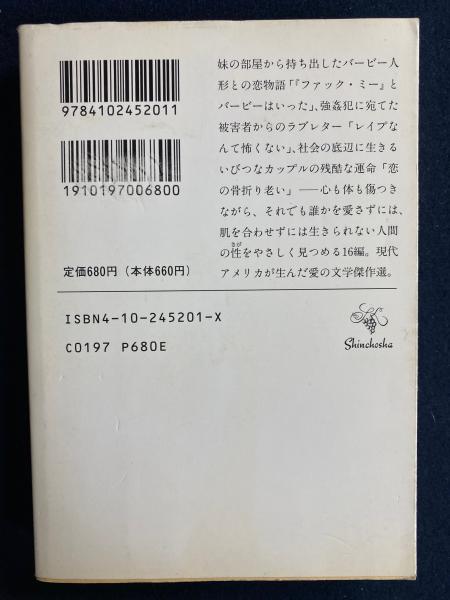 9784102452011
1910197006800
定価680円（本体660円）
妹の部屋から持ち出したバービー人
形との恋物語「『ファック・ミー』と
バービーはいった」、強姦犯に宛てた
被害者からのラブレター「レイプな
んて怖くない」、社会の底辺に生きる
いびつなカップルの残酷な運命「恋
の骨折り老い」──心も体も傷つき
ながら、それでも誰かを愛さずには、
肌を合わせずには生きられない人間
の性をやさしく見つめる16編。現代
さが
アメリカが生んだ愛の文学傑作選。
ISBN4-10-245201-X
C0197 P680E
Shinchosha